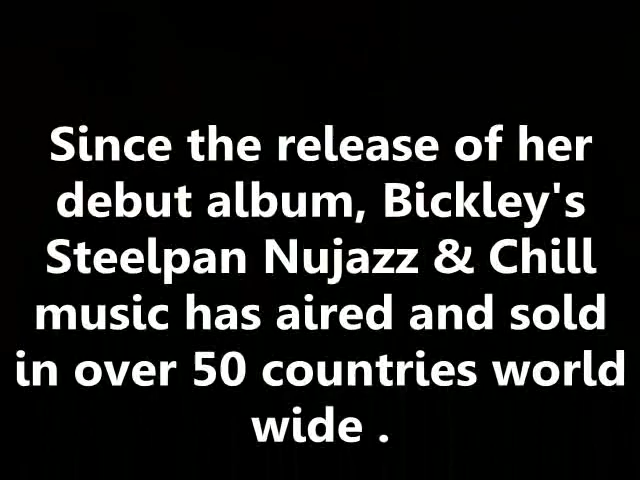 Since the release of her
debut album, Bickley's
Steelpan Nujazz & Chill
music has aired and sold
in over 50 countries world
wide .